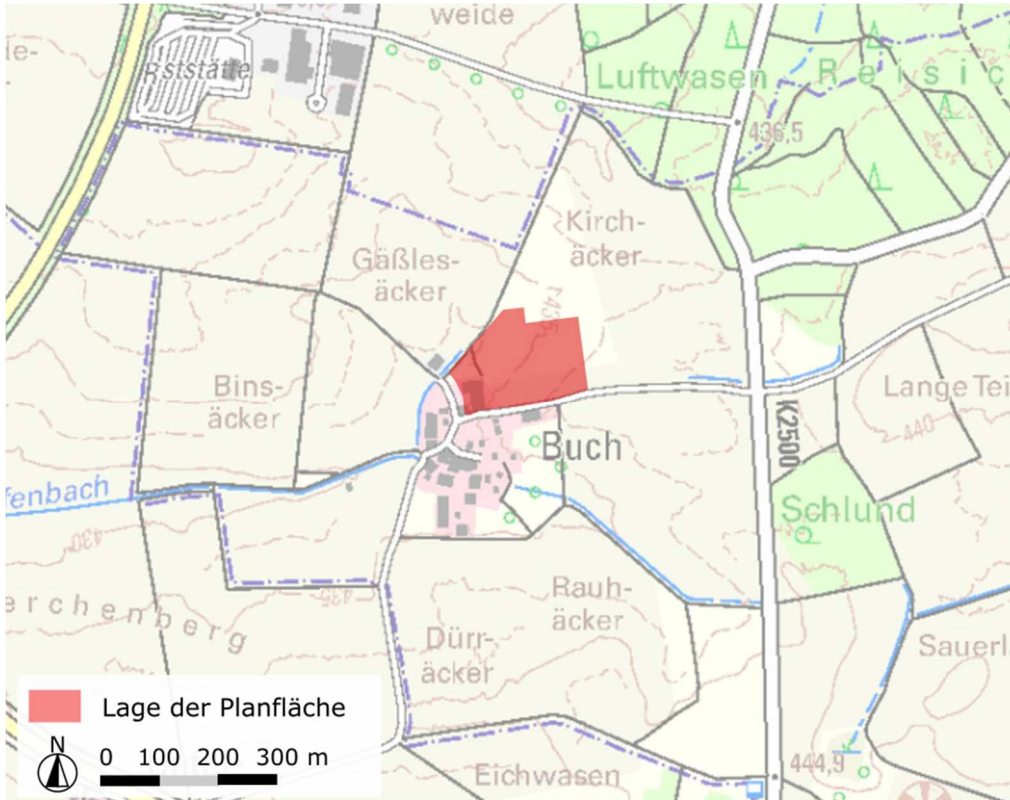 weide
Luftwasen
Reisic
436,5
Kirch-
äcker
Gäßles-
äcker
435
Bins-
äcker
Lange Tei
440
K2500
Buch
fenbach
Schlund
430
435
erchenberg
Rauh-
äcker
Dürr-
äcker
Sauerl
Lage der Planfläche
N
0 100 200 300 m
Eichwasen
444,9